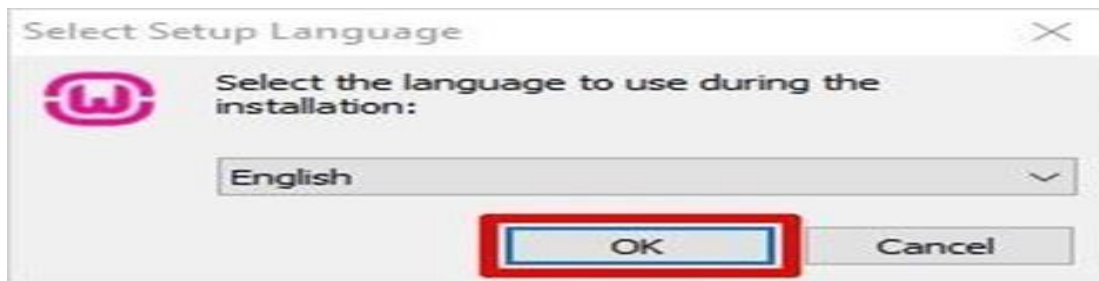 Select Setup Language
Select the language to use during the
installation:
English
OK
Cancel